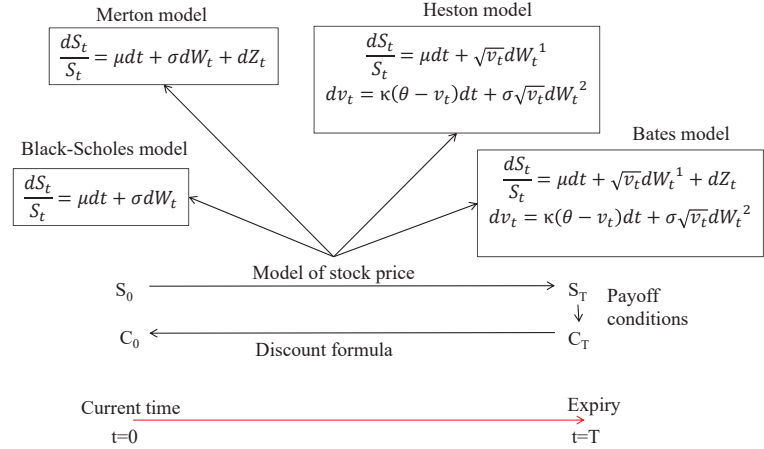 Merton model
dS_t/S_t = μdt + σdW_t + dZ_t
Heston model
dS_t/S_t = μdt + √v_t dW_t^1
dv_t = κ(θ − v_t)dt + σ√v_t dW_t^2
Black-Scholes model
dS_t/S_t = μdt + σdW_t
Bates model
dS_t/S_t = μdt + √v_t dW_t^1 + dZ_t
dv_t = κ(θ − v_t)dt + σ√v_t dW_t^2
Model of stock price
S_0
S_T
Payoff
conditions
C_0
C_T
Discount formula
Current time
Expiry
t=0
t=T